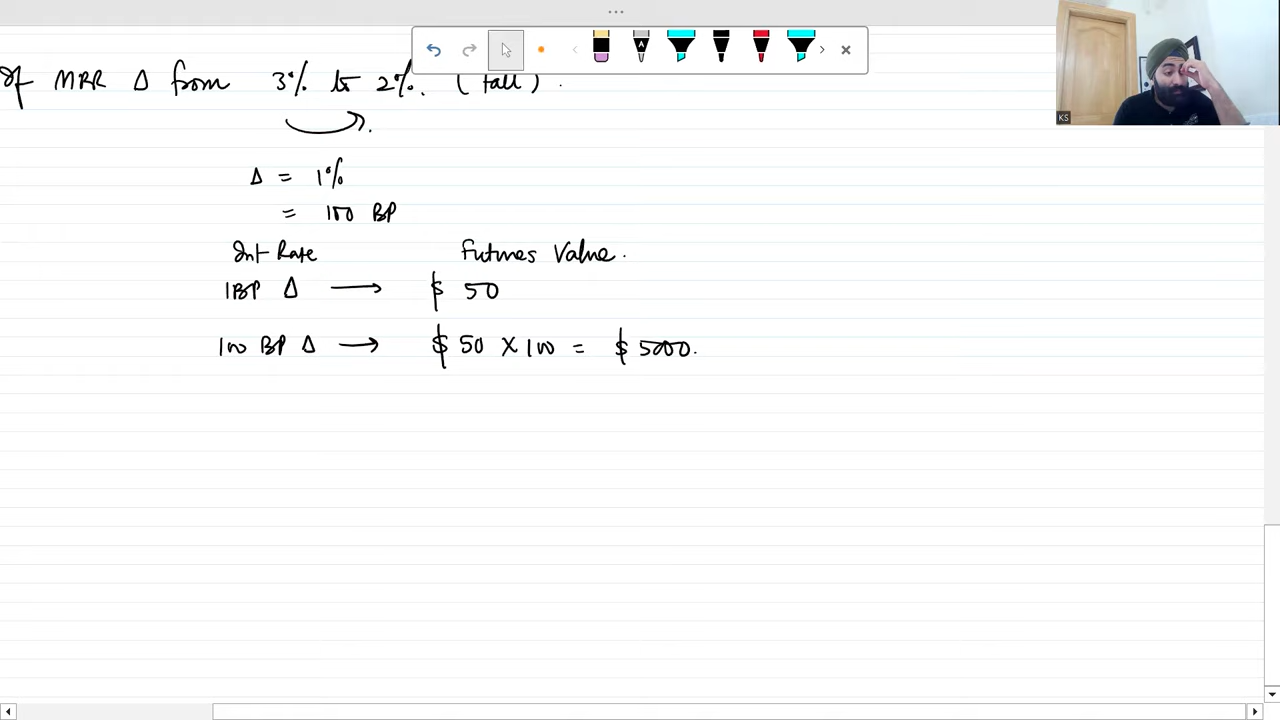 If MRR Δ from 3% to 2%. (fall).
Δ = 1%
= 100 BP
Int Rate Futures Value.
1BP Δ → $ 50
100 BP Δ → $ 50 X 100 = $ 5000.
KS